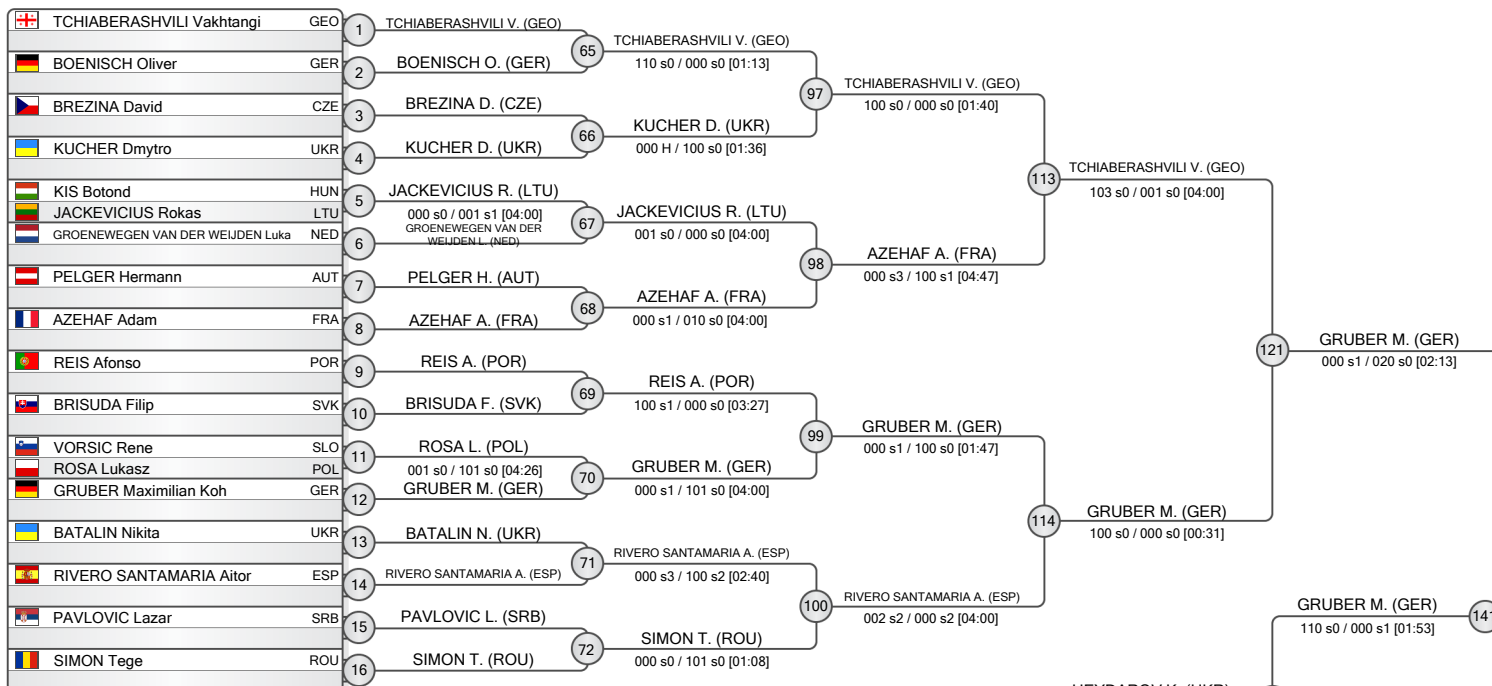 TCHIABERASHVILI Vakhtangi GEO
BOENISCH Oliver GER
BREZINA David CZE
KUCHER Dmytro UKR
KIS Botond HUN
JACKEVICIUS Rokas LTU
GROENEWEGEN VAN DER WEIJDEN Luka NED
PELGER Hermann AUT
AZEHAF Adam FRA
REIS Afonso POR
BRISUDA Filip SVK
VORSIC Rene SLO
ROSA Lukasz POL
GRUBER Maximilian Koh GER
BATALIN Nikita UKR
RIVERO SANTAMARIA Aitor ESP
PAVLOVIC Lazar SRB
SIMON Tege ROU
1
2
3
4
5
6
7
8
9
10
11
12
13
14
15
16
TCHIABERASHVILI V. (GEO)
BOENISCH O. (GER)
BREZINA D. (CZE)
KUCHER D. (UKR)
JACKEVICIUS R. (LTU)
000 s0 / 001 s1 [04:00]
GROENEWEGEN VAN DER
WEIJDEN L. (NED)
PELGER H. (AUT)
AZEHAF A. (FRA)
REIS A. (POR)
BRISUDA F. (SVK)
ROSA L. (POL)
001 s0 / 101 s0 [04:26]
GRUBER M. (GER)
BATALIN N. (UKR)
RIVERO SANTAMARIA A. (ESP)
PAVLOVIC L. (SRB)
SIMON T. (ROU)
65
66
67
68
69
70
71
72
TCHIABERASHVILI V. (GEO)
110 s0 / 000 s0 [01:13]
KUCHER D. (UKR)
000 H / 100 s0 [01:36]
JACKEVICIUS R. (LTU)
001 s0 / 000 s0 [04:00]
AZEHAF A. (FRA)
000 s1 / 010 s0 [04:00]
REIS A. (POR)
100 s1 / 000 s0 [03:27]
GRUBER M. (GER)
000 s1 / 101 s0 [04:00]
RIVERO SANTAMARIA A. (ESP)
000 s3 / 100 s2 [02:40]
SIMON T. (ROU)
000 s0 / 101 s0 [01:08]
97
98
99
100
TCHIABERASHVILI V. (GEO)
100 s0 / 000 s0 [01:40]
AZEHAF A. (FRA)
000 s3 / 100 s1 [04:47]
GRUBER M. (GER)
000 s1 / 100 s0 [01:47]
RIVERO SANTAMARIA A. (ESP)
002 s2 / 000 s2 [04:00]
113
114
TCHIABERASHVILI V. (GEO)
103 s0 / 001 s0 [04:00]
GRUBER M. (GER)
100 s0 / 000 s0 [00:31]
121
GRUBER M. (GER)
000 s1 / 020 s0 [02:13]
GRUBER M. (GER)
110 s0 / 000 s1 [01:53]
141